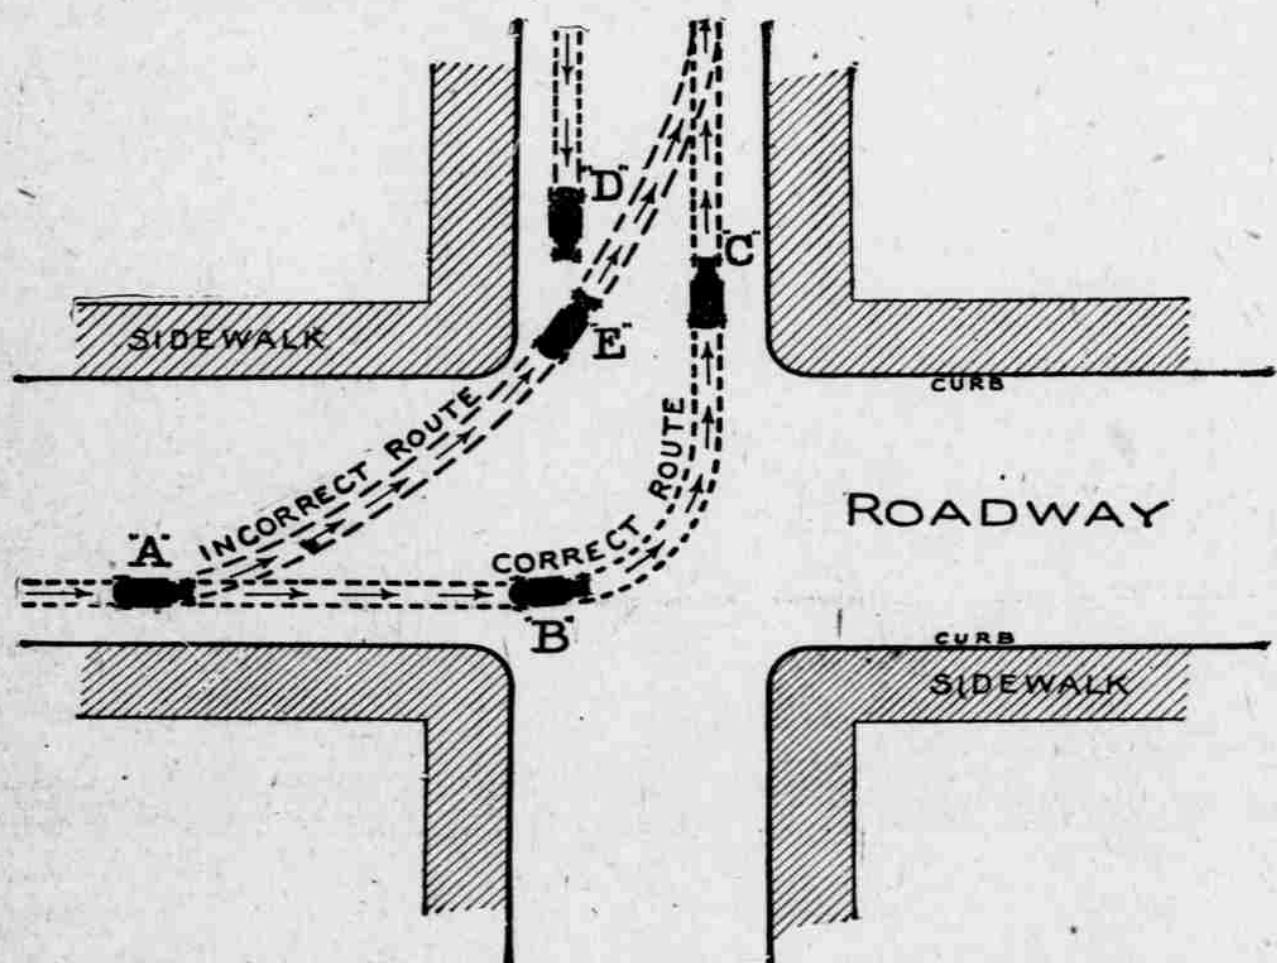 "D"
"C"
"E"
SIDEWALK
CURB
INCORRECT ROUTE
"A"
CORRECT ROUTE
ROADWAY
"B"
CURB
SIDEWALK